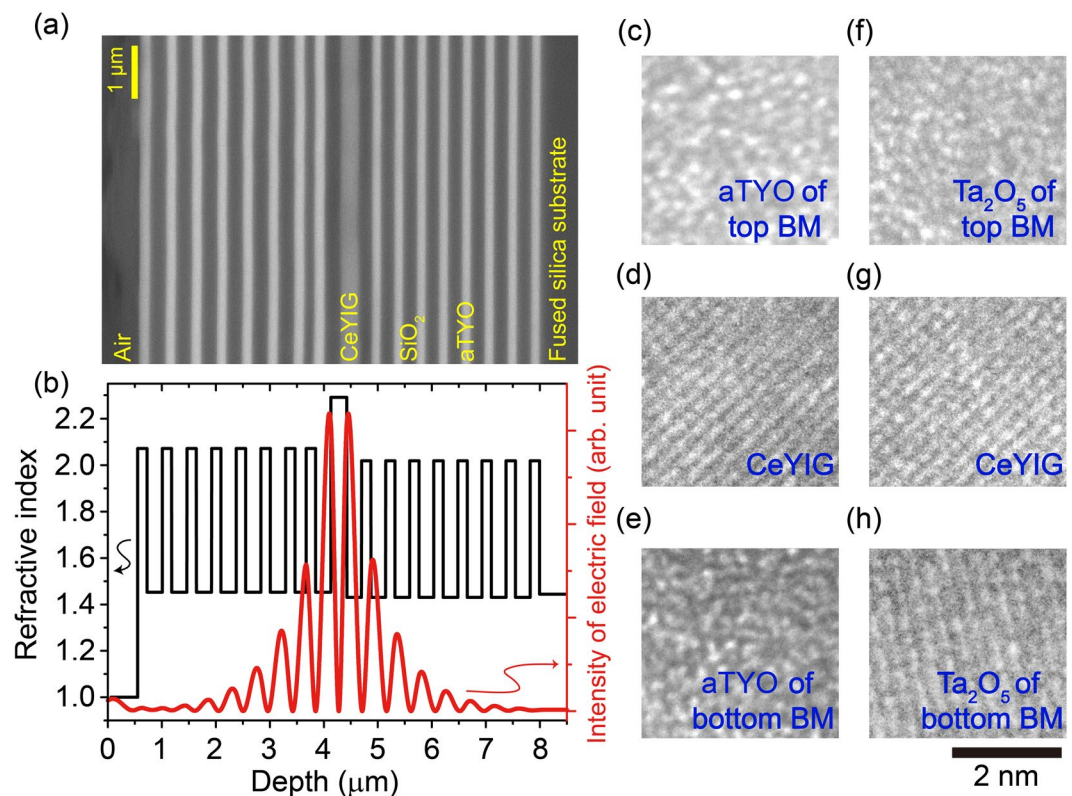 (a)
1 μm
Air
CeYIG
SiO₂
aTYO
Fused silica substrate
(b)
Refractive index
2.2
2.0
1.8
1.6
1.4
1.2
1.0
0 1 2 3 4 5 6 7 8
Depth (μm)
Intensity of electric field (arb. unit)
(c)
aTYO of
top BM
(f)
Ta₂O₅ of
top BM
(d)
CeYIG
(g)
CeYIG
(e)
aTYO of
bottom BM
(h)
Ta₂O₅ of
bottom BM
2 nm